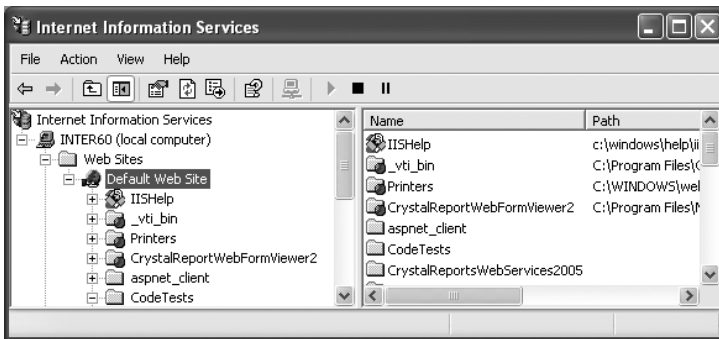 Internet Information Services
File Action View Help
Internet Information Services
INTER60 (local computer)
Web Sites
Default Web Site
IISHelp
_vti_bin
Printers
CrystalReportWebFormViewer2
aspnet_client
CodeTests
Name Path
IISHelp c:\windows\help\ii
_vti_bin c:\Program Files\C
Printers C:\WINDOWS\wel
CrystalReportWebFormViewer2 C:\Program Files\M
aspnet_client
CodeTests
CrystalReportsWebServices2005